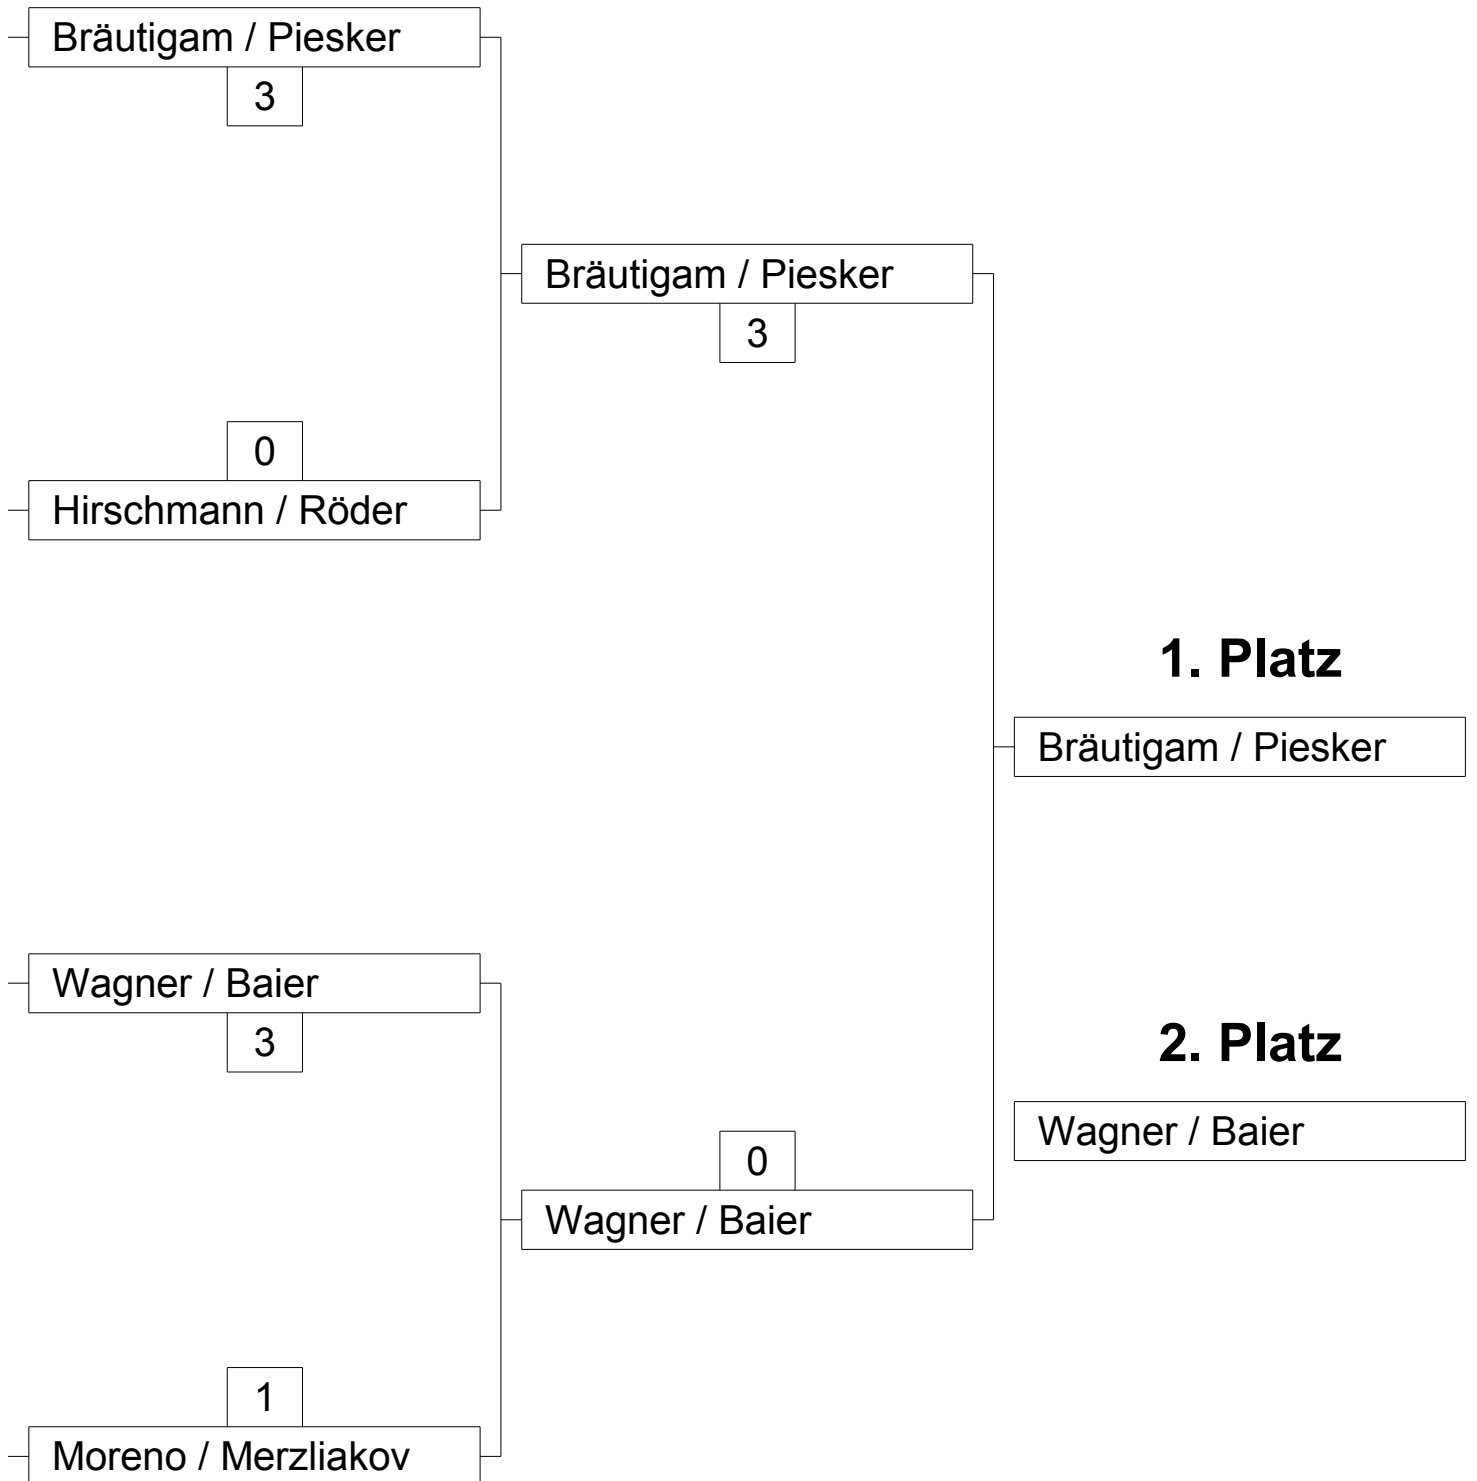 Bräutigam / Piesker
3
0
Hirschmann / Röder
Bräutigam / Piesker
3
Wagner / Baier
3
1
Moreno / Merzliakov
0
Wagner / Baier
1. Platz
Bräutigam / Piesker
2. Platz
Wagner / Baier